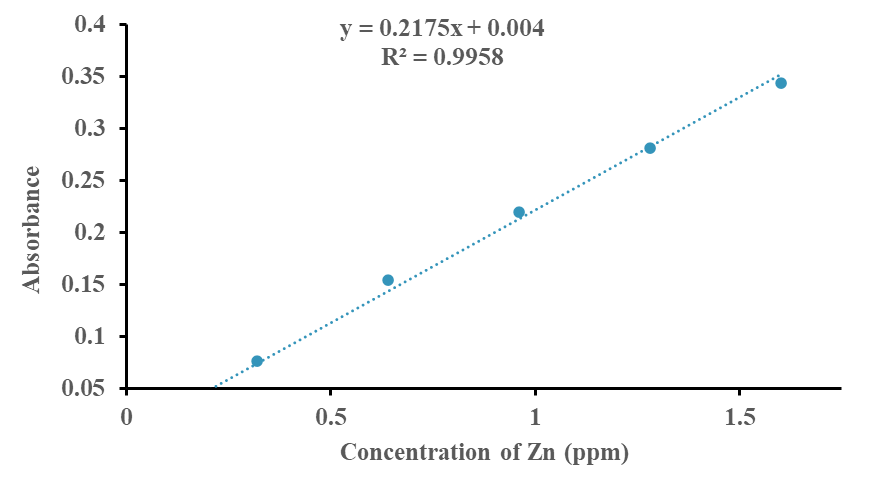 y = 0.2175x + 0.004
R² = 0.9958
0.4
0.35
0.3
0.25
0.2
0.15
0.1
0.05
Absorbance
0 0.5 1 1.5
Concentration of Zn (ppm)